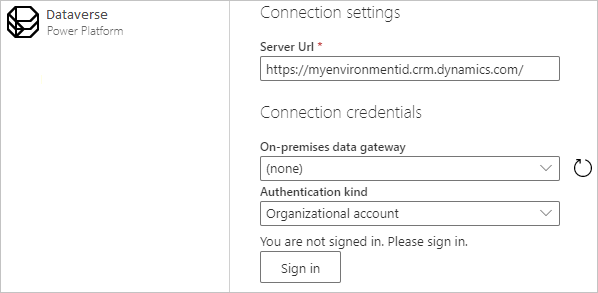 Dataverse
Power Platform
Connection settings
Server Url *
https://myenvironmentid.crm.dynamics.com/
Connection credentials
On-premises data gateway
(none)
Authentication kind
Organizational account
You are not signed in. Please sign in.
Sign in